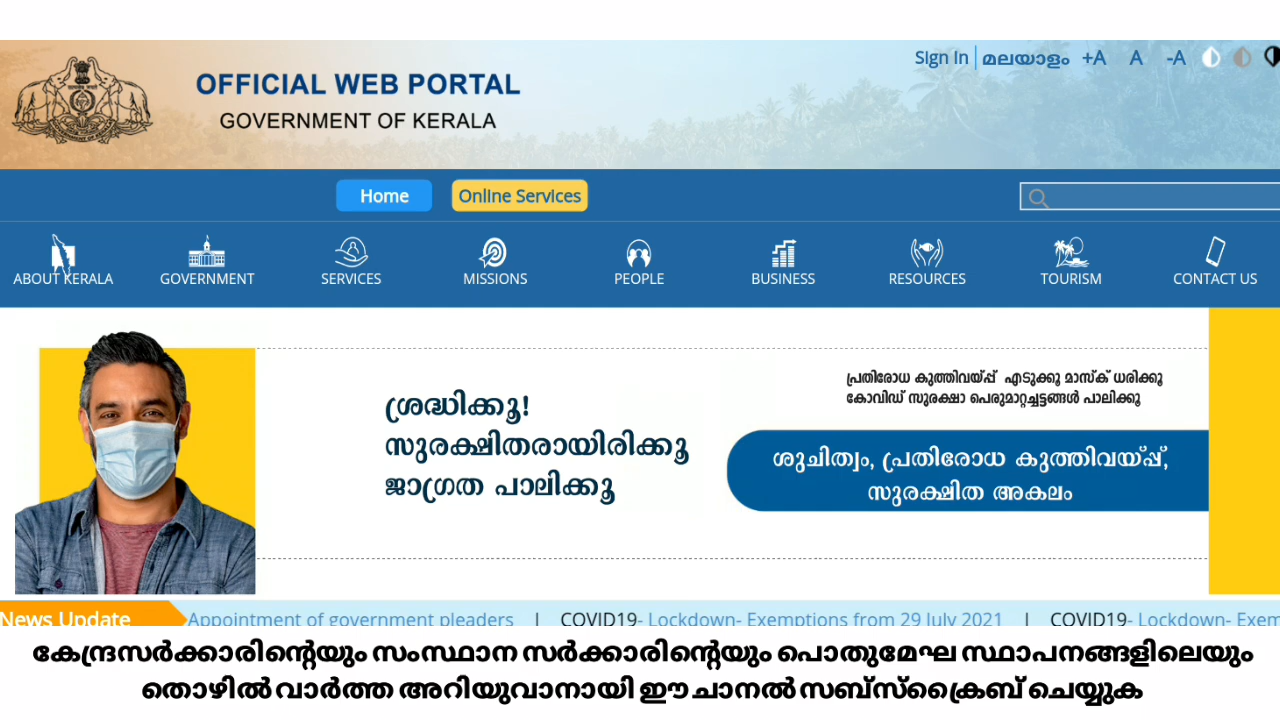 Sign In
മലയാളം
+A A -A
OFFICIAL WEB PORTAL
GOVERNMENT OF KERALA
Home
Online Services
ABOUT KERALA
GOVERNMENT
SERVICES
MISSIONS
PEOPLE
BUSINESS
RESOURCES
TOURISM
CONTACT US
ശ്രദ്ധിക്കൂ!
സുരക്ഷിതരായിരിക്കൂ
ജാഗ്രത പാലിക്കൂ
പ്രതിരോധ കുത്തിവയ്പ്പ് എടുക്കൂ മാസ്ക് ധരിക്കൂ
കോവിഡ് സുരക്ഷാ പെരുമാറ്റച്ചട്ടങ്ങൾ പാലിക്കൂ
ശുചിത്വം, പ്രതിരോധ കുത്തിവയ്പ്പ്,
സുരക്ഷിത അകലം
News Update
Appointment of government pleaders | COVID19- Lockdown- Exemptions from 29 July 2021 | COVID19- Lockdown- Exem
കേന്ദ്രസർക്കാരിന്റെയും സംസ്ഥാന സർക്കാരിന്റെയും പൊതുമേഘ സ്ഥാപനങ്ങളിലെയും
തൊഴിൽ വാർത്ത അറിയുവാനായി ഈ ചാനൽ സബ്സ്ക്രൈബ് ചെയ്യുക